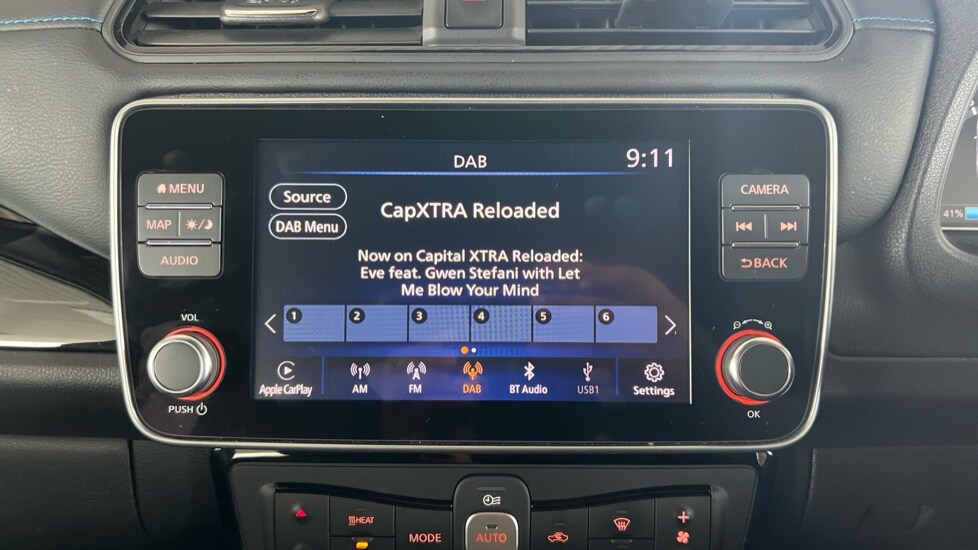 DAB
9:11
Source
DAB Menu
CapXTRA Reloaded
Now on Capital XTRA Reloaded:
Eve feat. Gwen Stefani with Let
Me Blow Your Mind
1 2 3 4 5 6
Apple CarPlay AM FM DAB BT Audio USB1 Settings
MENU
MAP
AUDIO
VOL
PUSH
CAMERA
BACK
OK
41%
HEAT
MODE
AUTO